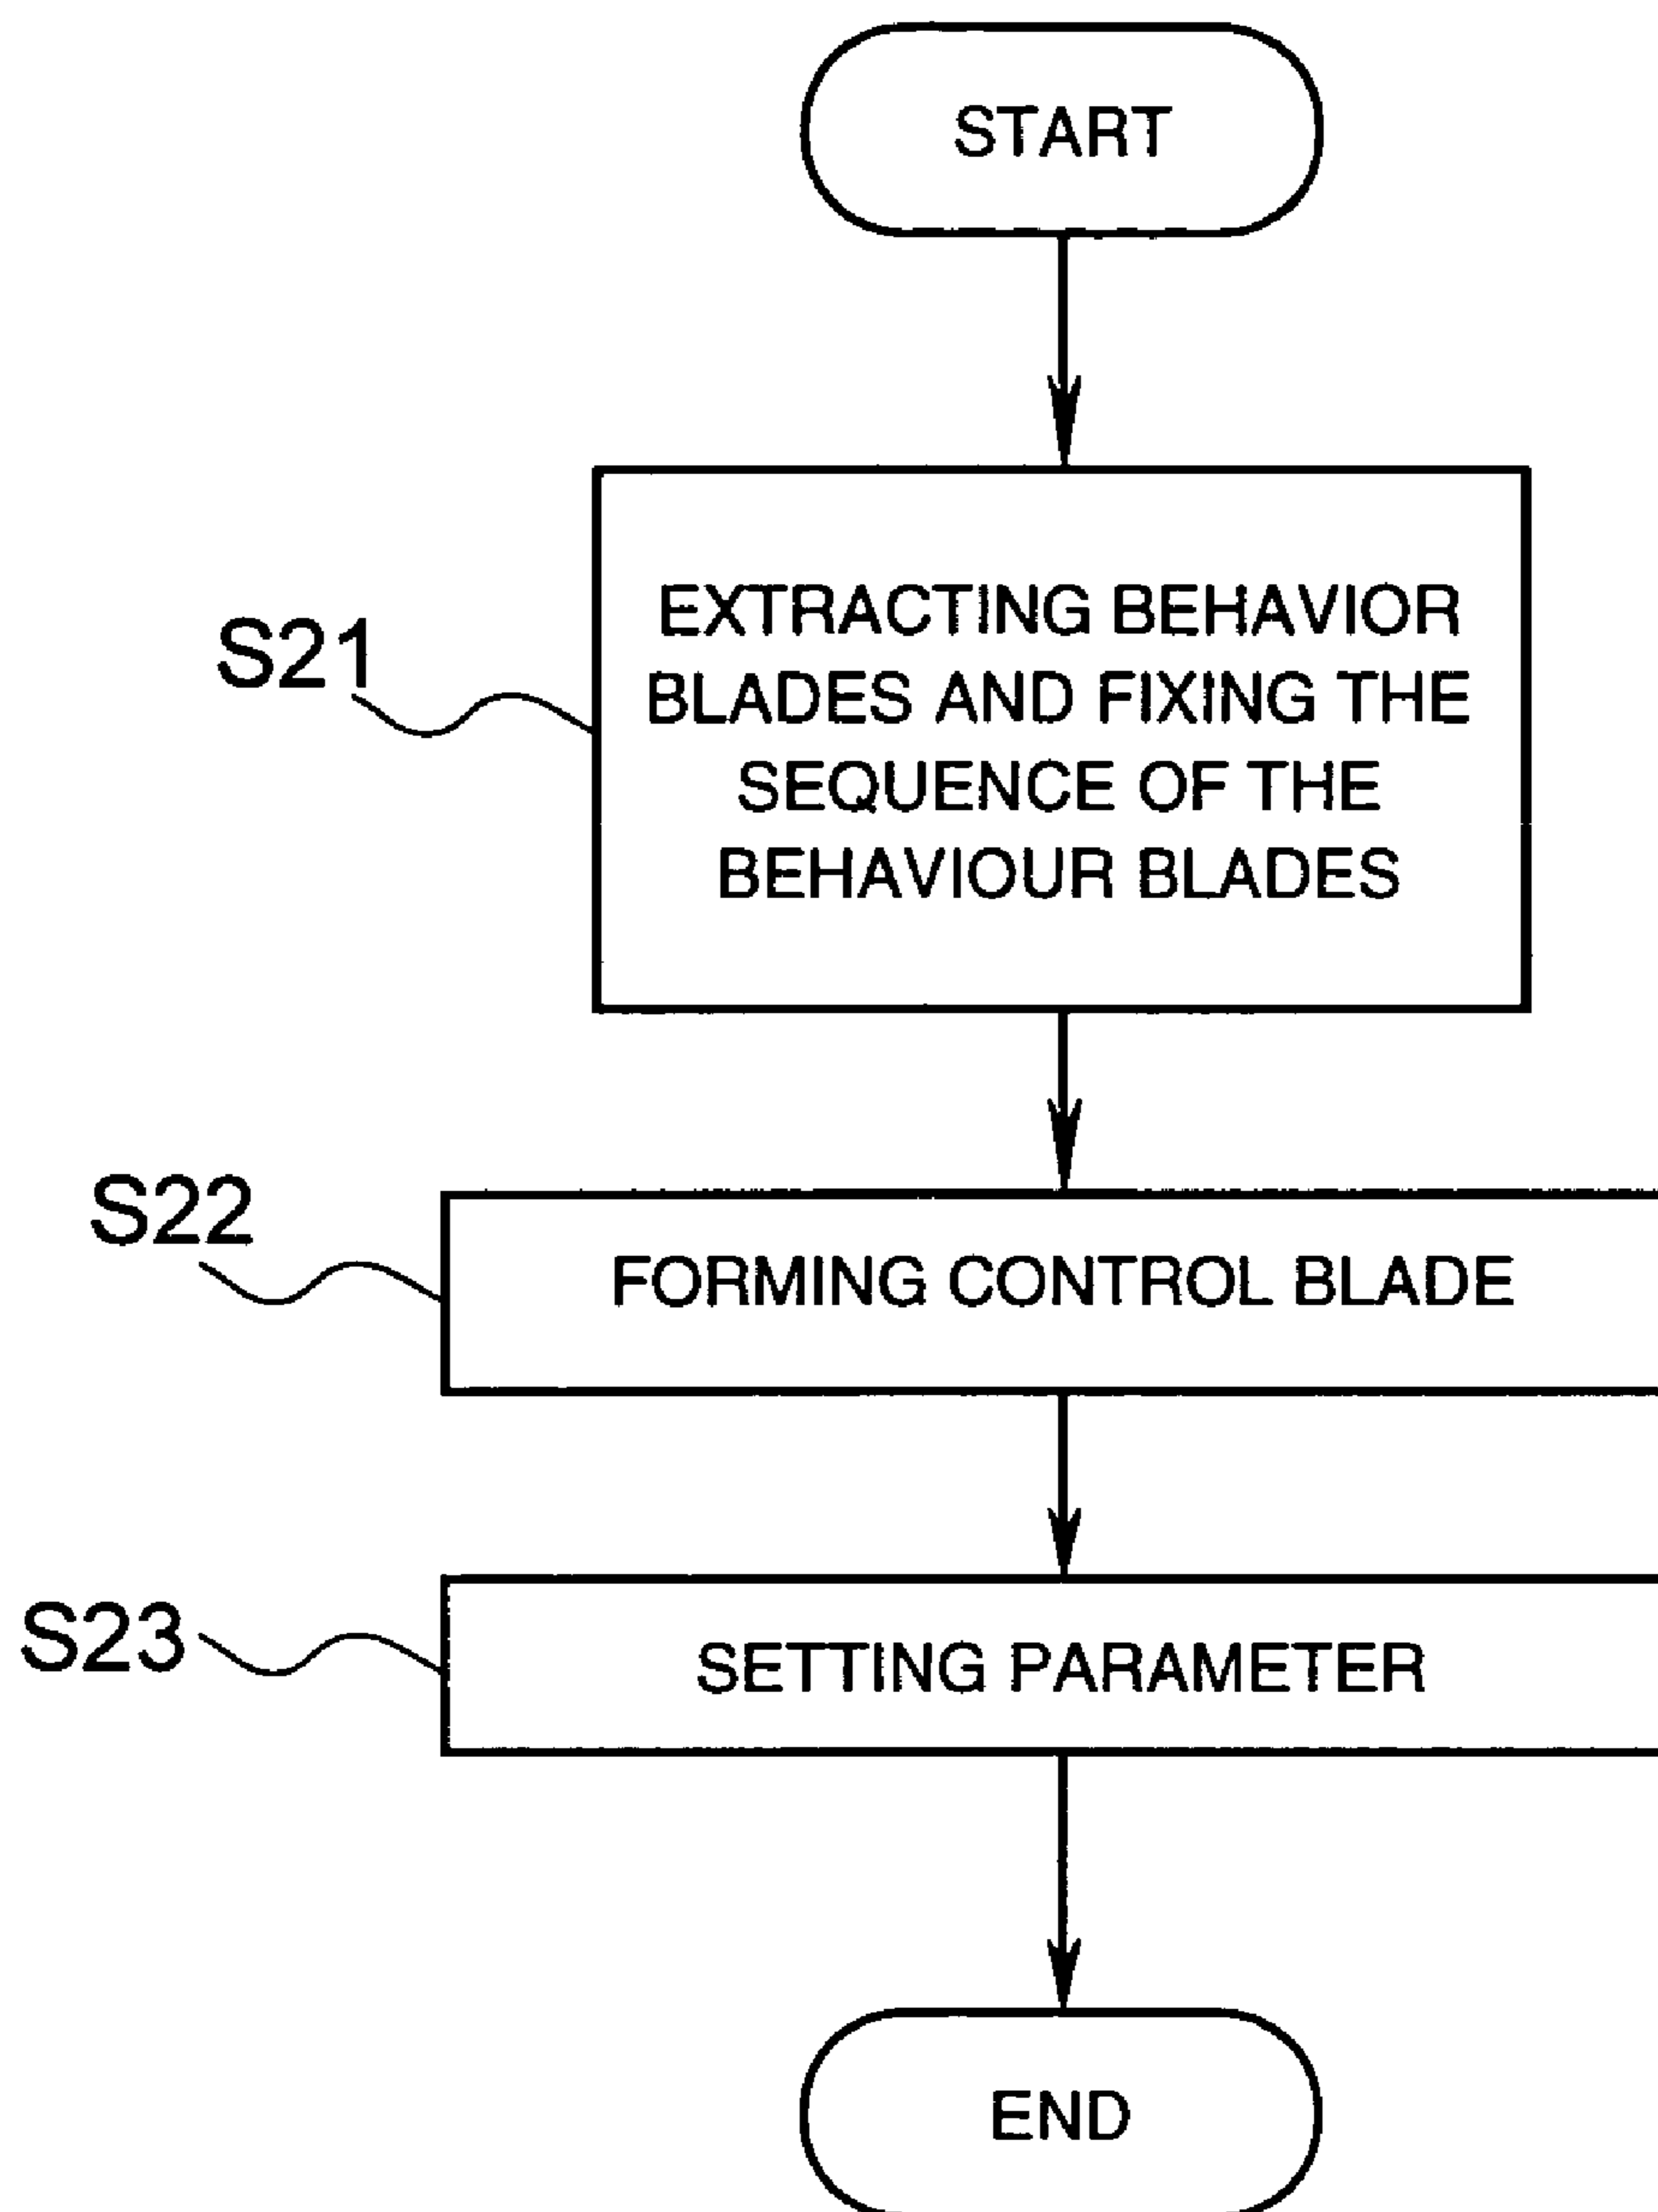 START
S21
EXTRACTING BEHAVIOR
BLADES AND FIXING THE
SEQUENCE OF THE
BEHAVIOUR BLADES
S22
FORMING CONTROL BLADE
S23
SETTING PARAMETER
END